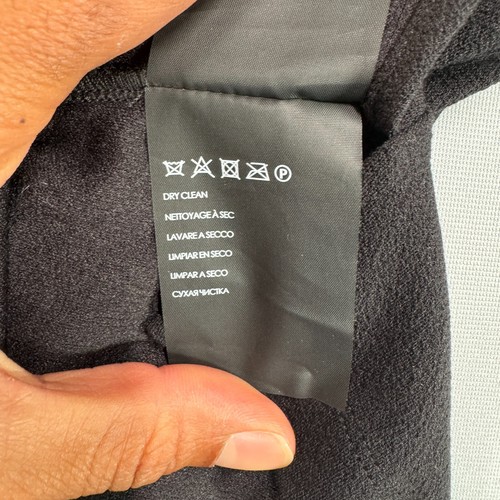 P
DRY CLEAN
NETTOYAGE À SEC
LAVARE A SECCO
LIMPIAR EN SECO
LIMPAR A SECO
СУХАЯ ЧИСТКА